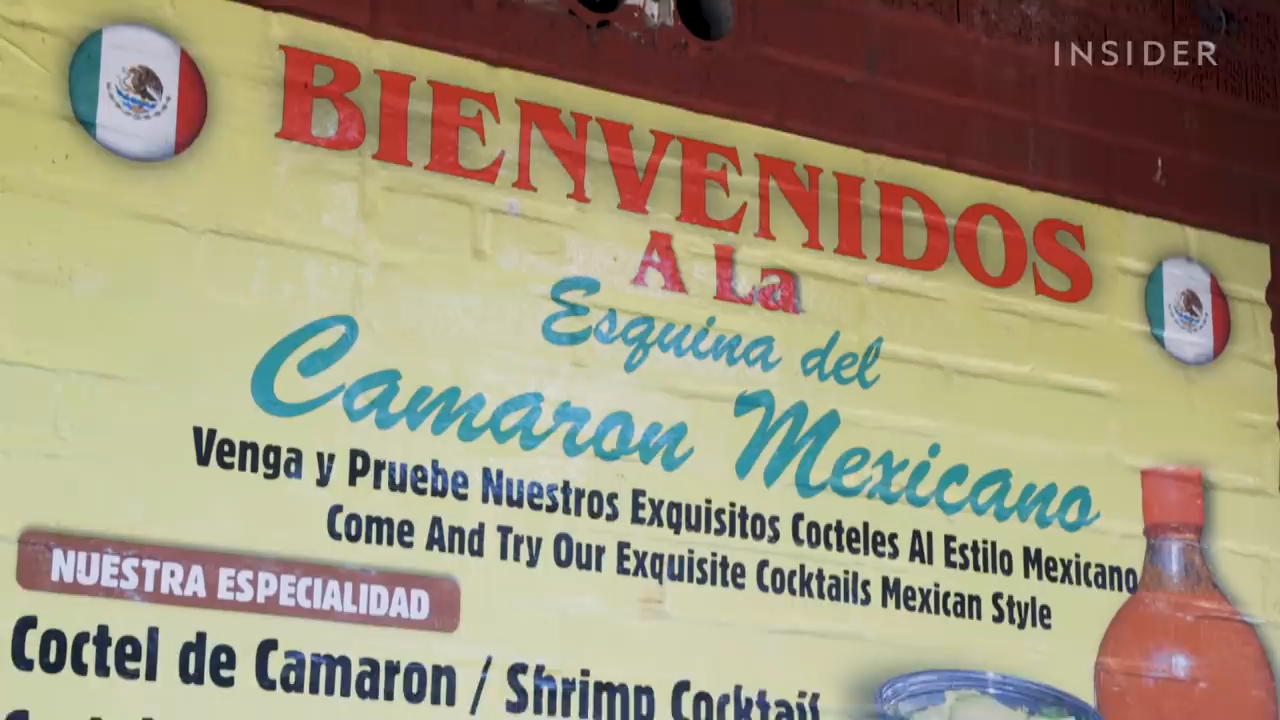 INSIDER
BIENVENIDOS
A La
Esquina del
Camaron Mexicano
Venga y Pruebe Nuestros Exquisitos Cocteles Al Estilo Mexicano
Come And Try Our Exquisite Cocktails Mexican Style
NUESTRA ESPECIALIDAD
Coctel de Camaron / Shrimp Cocktail